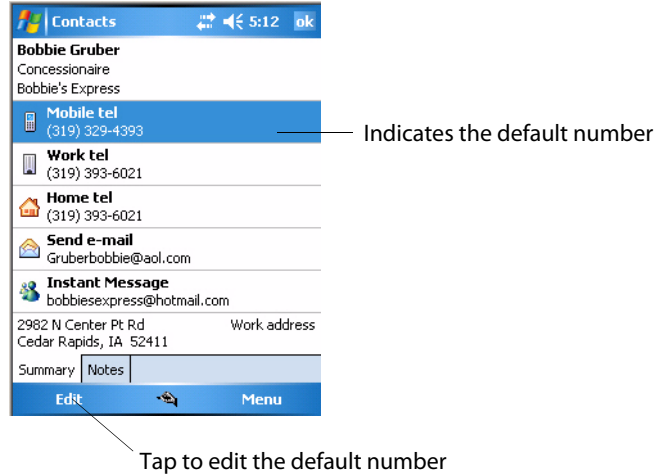 Contacts 5:12 ok
Bobbie Gruber
Concessionaire
Bobbie's Express
Mobile tel
(319) 329-4393
Indicates the default number
Work tel
(319) 393-6021
Home tel
(319) 393-6021
Send e-mail
Gruberbobbie@aol.com
Instant Message
bobbiesexpress@hotmail.com
2982 N Center Pt Rd Work address
Cedar Rapids, IA 52411
Summary Notes
Edit Menu
Tap to edit the default number